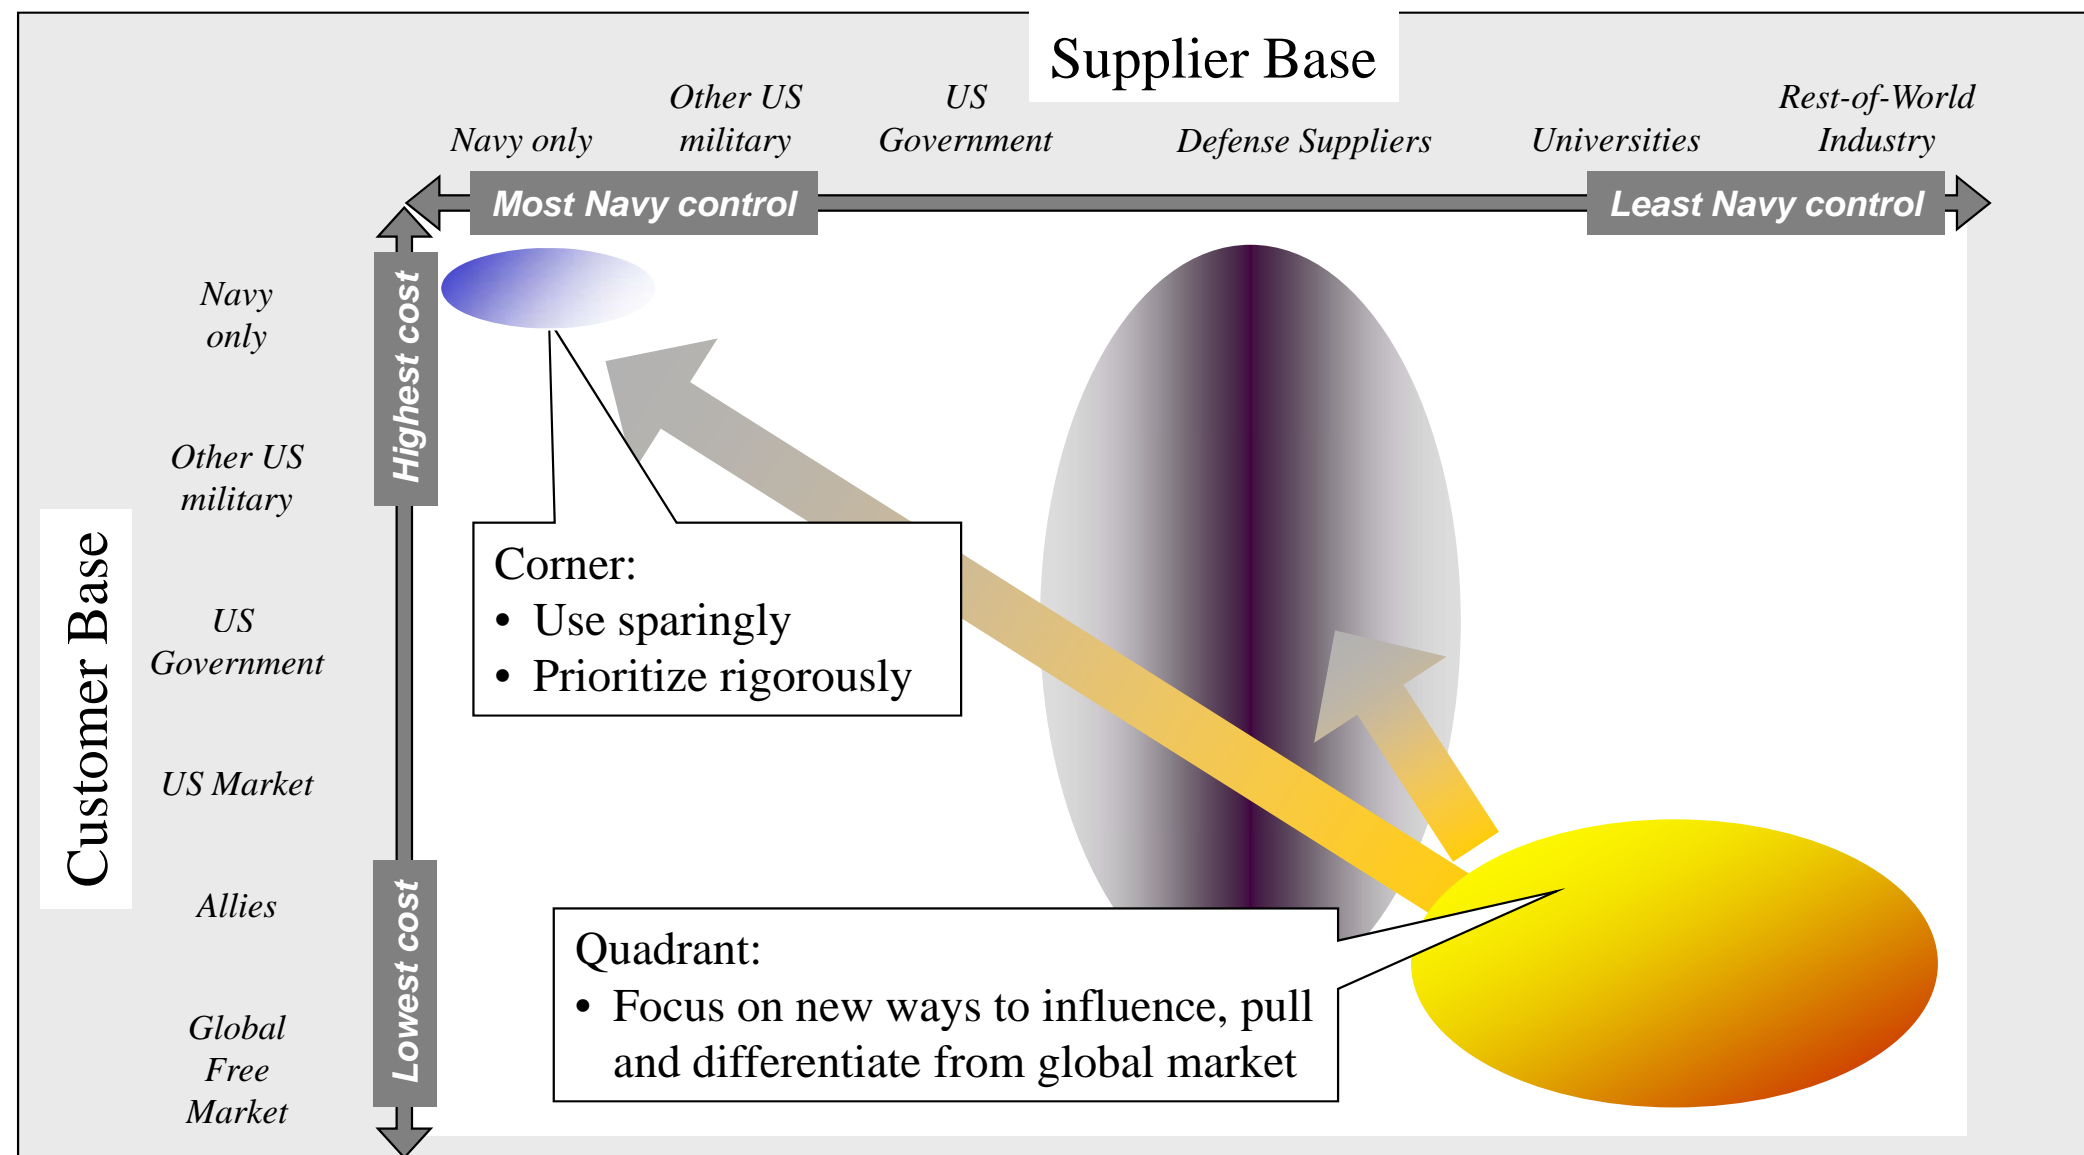 Supplier Base
Other US
military
US
Government
Rest-of-World
Industry
Navy only
Defense Suppliers
Universities
Most Navy control
Least Navy control
Customer Base
Highest cost
Lowest cost
Navy
only
Other US
military
US
Government
US Market
Allies
Global
Free
Market
Corner:
• Use sparingly
• Prioritize rigorously
Quadrant:
• Focus on new ways to influence, pull
and differentiate from global market